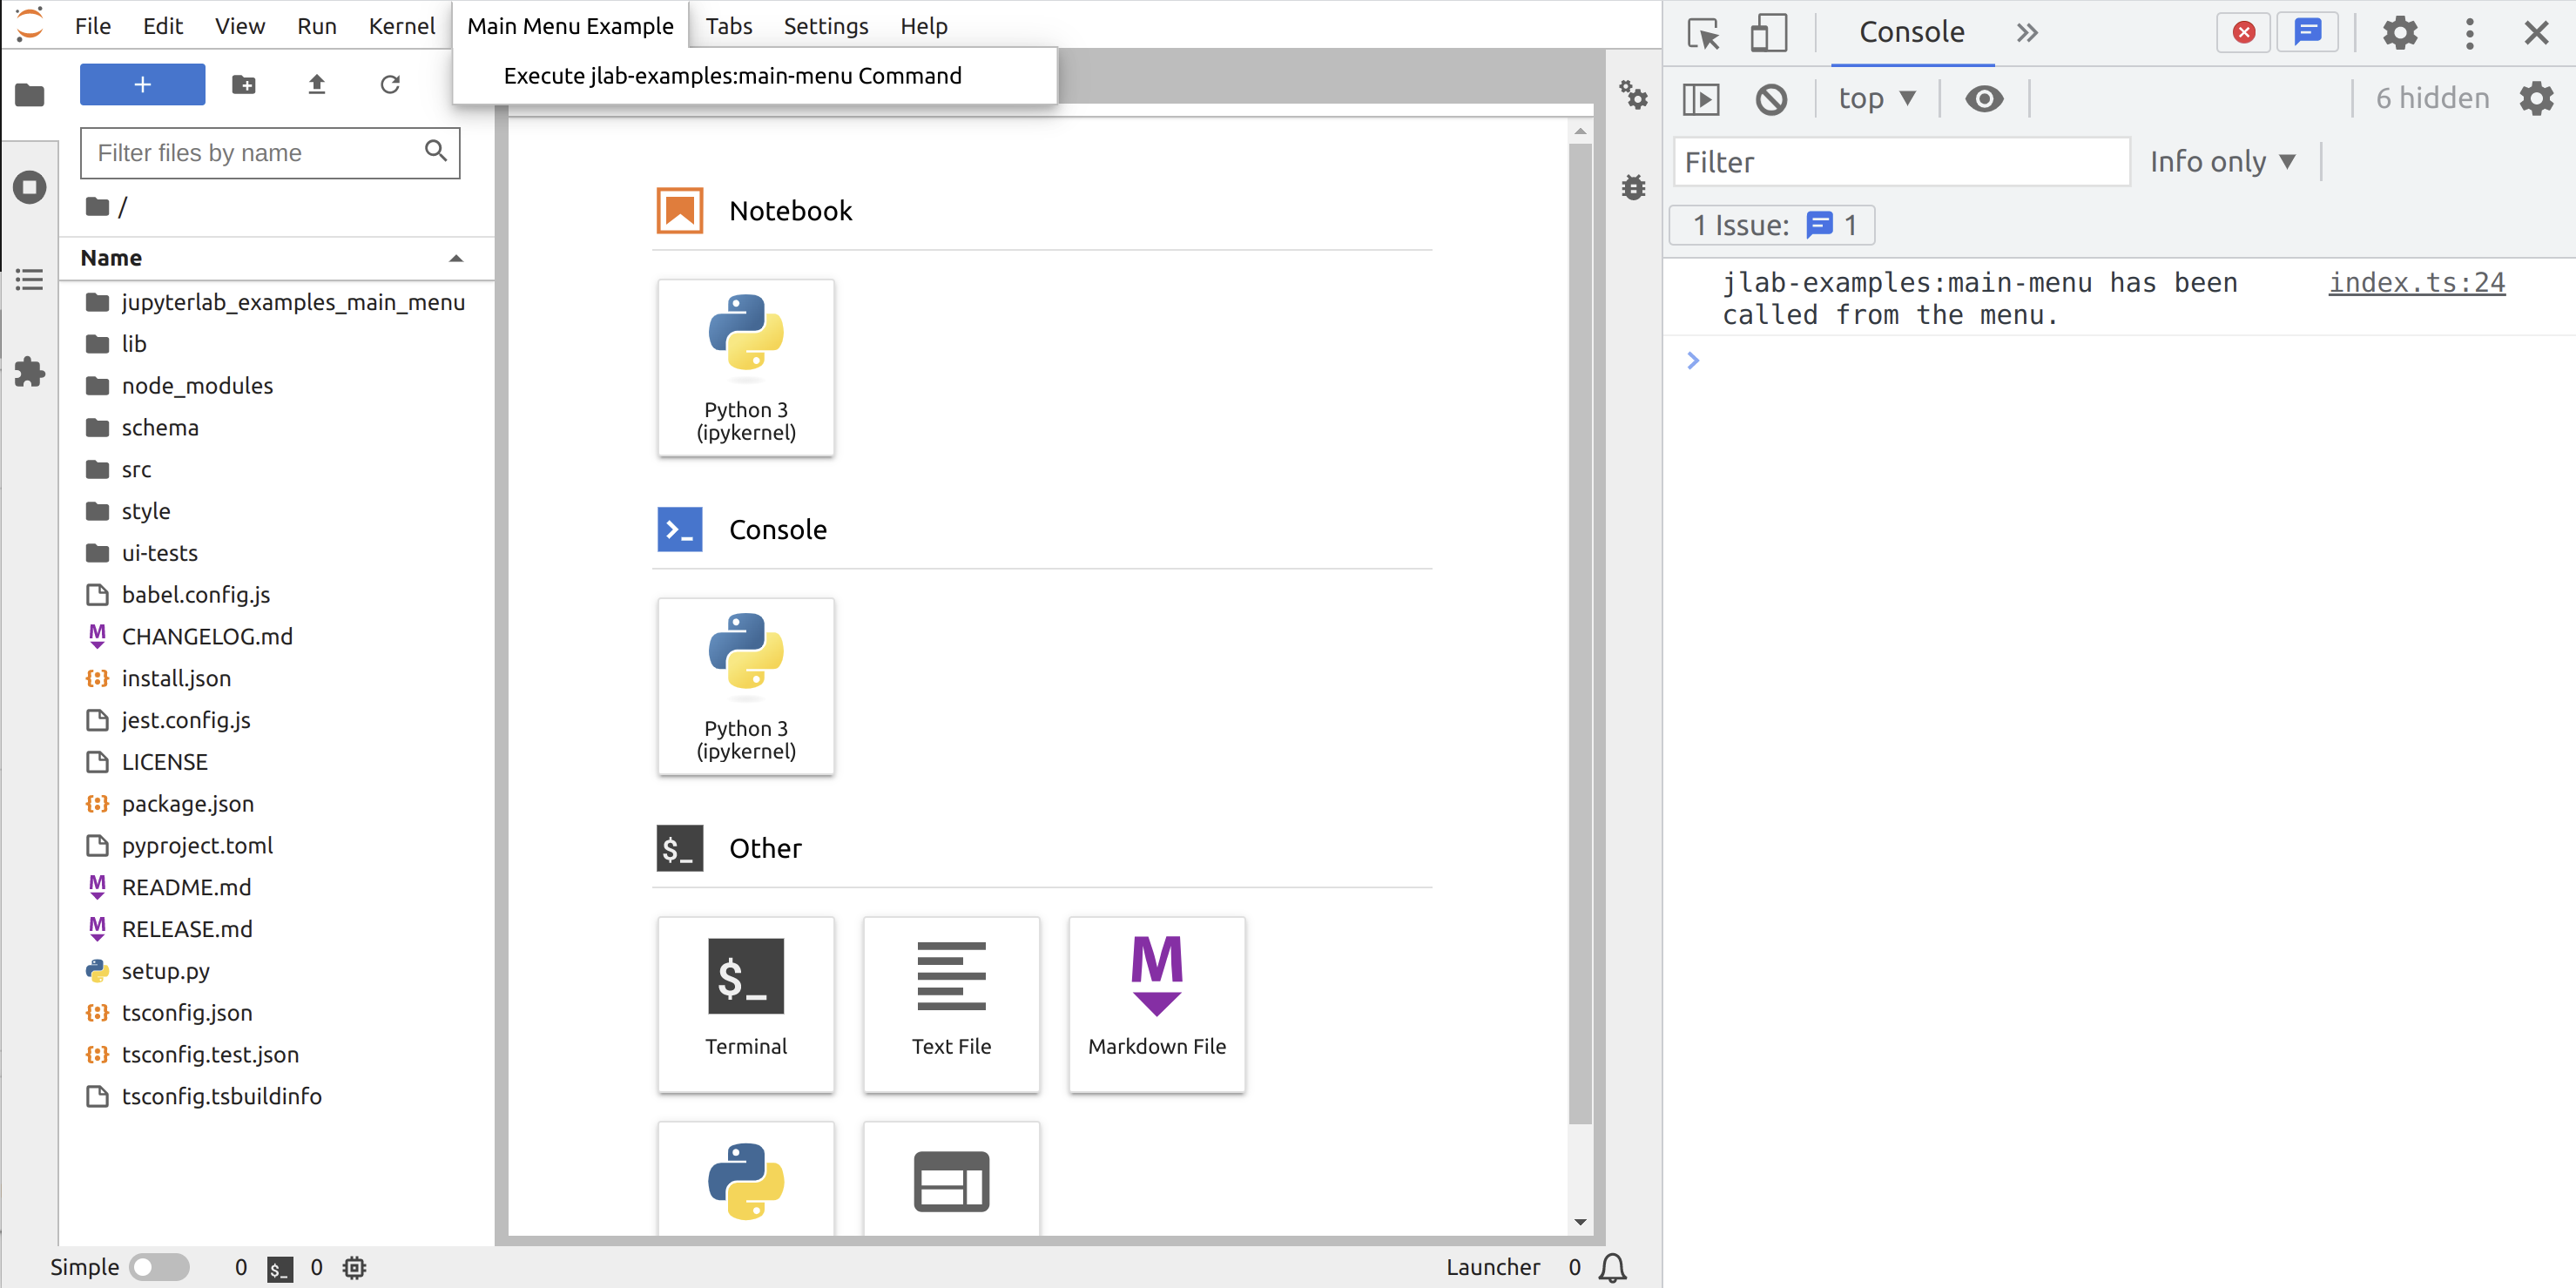 File Edit View Run Kernel Main Menu Example Tabs Settings Help
Execute jlab-examples:main-menu Command
Filter files by name
/
Name
jupyterlab_examples_main_menu
lib
node_modules
schema
src
style
ui-tests
babel.config.js
CHANGELOG.md
install.json
jest.config.js
LICENSE
package.json
pyproject.toml
README.md
RELEASE.md
setup.py
tsconfig.json
tsconfig.test.json
tsconfig.tsbuildinfo
Notebook
Python 3
(ipykernel)
Console
Python 3
(ipykernel)
$_ Other
$_
Terminal
Text File
M
Markdown File
Simple 0 $_ 0
Launcher 0
Console
top
6 hidden
Filter
Info only
1 Issue: 1
jlab-examples:main-menu has been
called from the menu.
index.ts:24